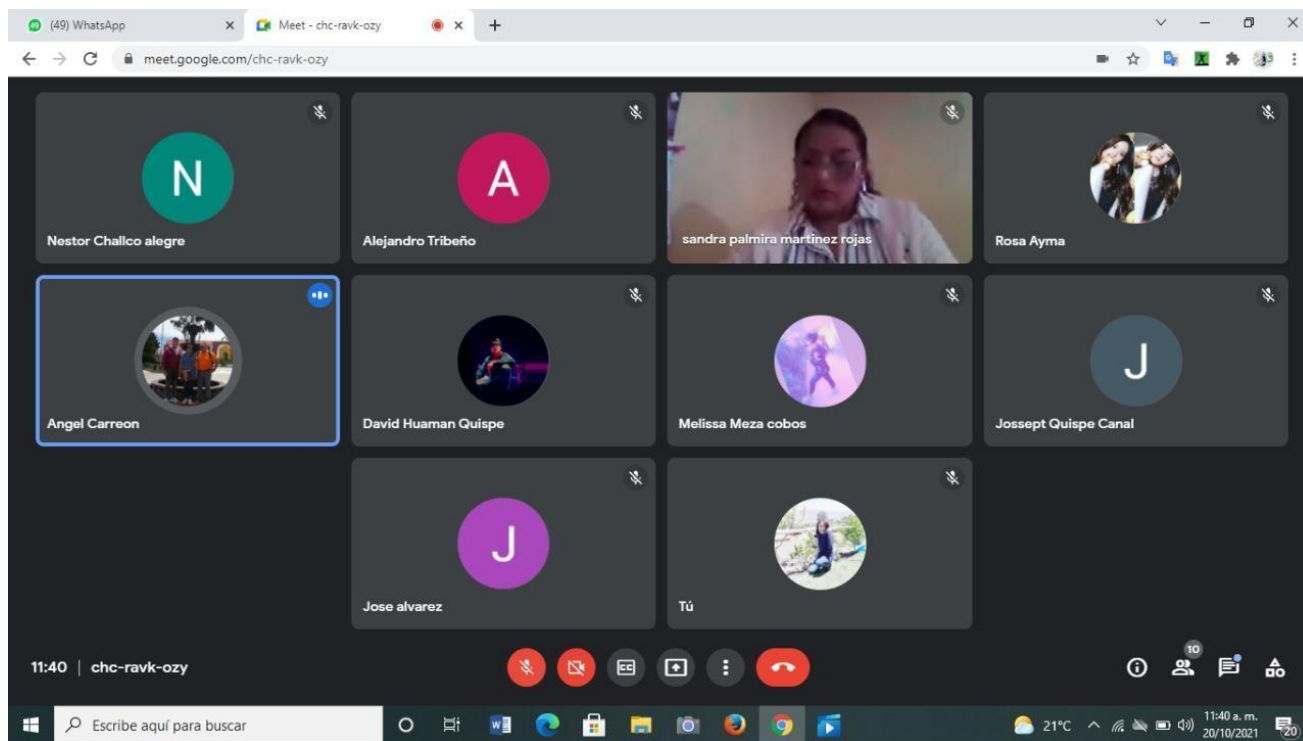 49 (49) WhatsApp
Meet - chc-ravk-ozy
meet.google.com/chc-ravk-ozy
N
Nestor Challco alegre
A
Alejandro Tribeño
sandra palmira martinez rojas
Rosa Ayma
Angel Carreon
David Huaman Quispe
Melissa Meza cobos
J
Jossept Quispe Canal
J
Jose alvarez
Tú
11:40 | chc-ravk-ozy
CC
10
Escribe aquí para buscar
W
21°C
11:40 a. m.
20/10/2021
20